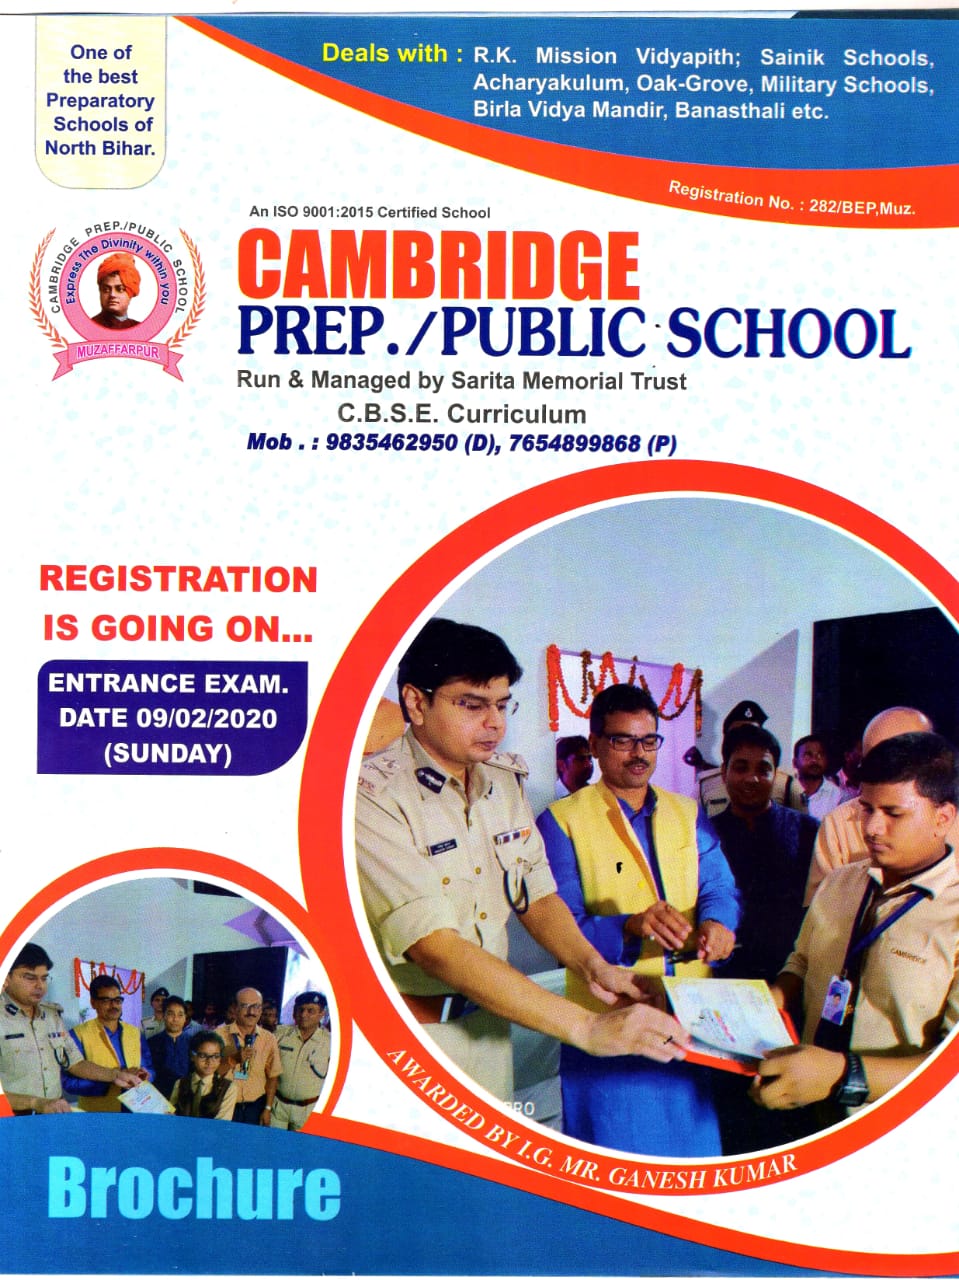 One of
the best
Preparatory
Schools of
North Bihar.
Deals with : R.K. Mission Vidyapith; Sainik Schools,
Acharyakulum, Oak-Grove, Military Schools,
Birla Vidya Mandir, Banasthali etc.
Registration No. : 282/BEP,Muz.
An ISO 9001:2015 Certified School
CAMBRIDGE PREP./PUBLIC SCHOOL
Express The Divinity within you
MUZAFFARPUR
CAMBRIDGE
PREP./PUBLIC SCHOOL
Run & Managed by Sarita Memorial Trust
C.B.S.E. Curriculum
Mob . : 9835462950 (D), 7654899868 (P)
REGISTRATION
IS GOING ON...
ENTRANCE EXAM.
DATE 09/02/2020
(SUNDAY)
CAMBRIDGE
AWARDED BY I.G. MR. GANESH KUMAR
Brochure